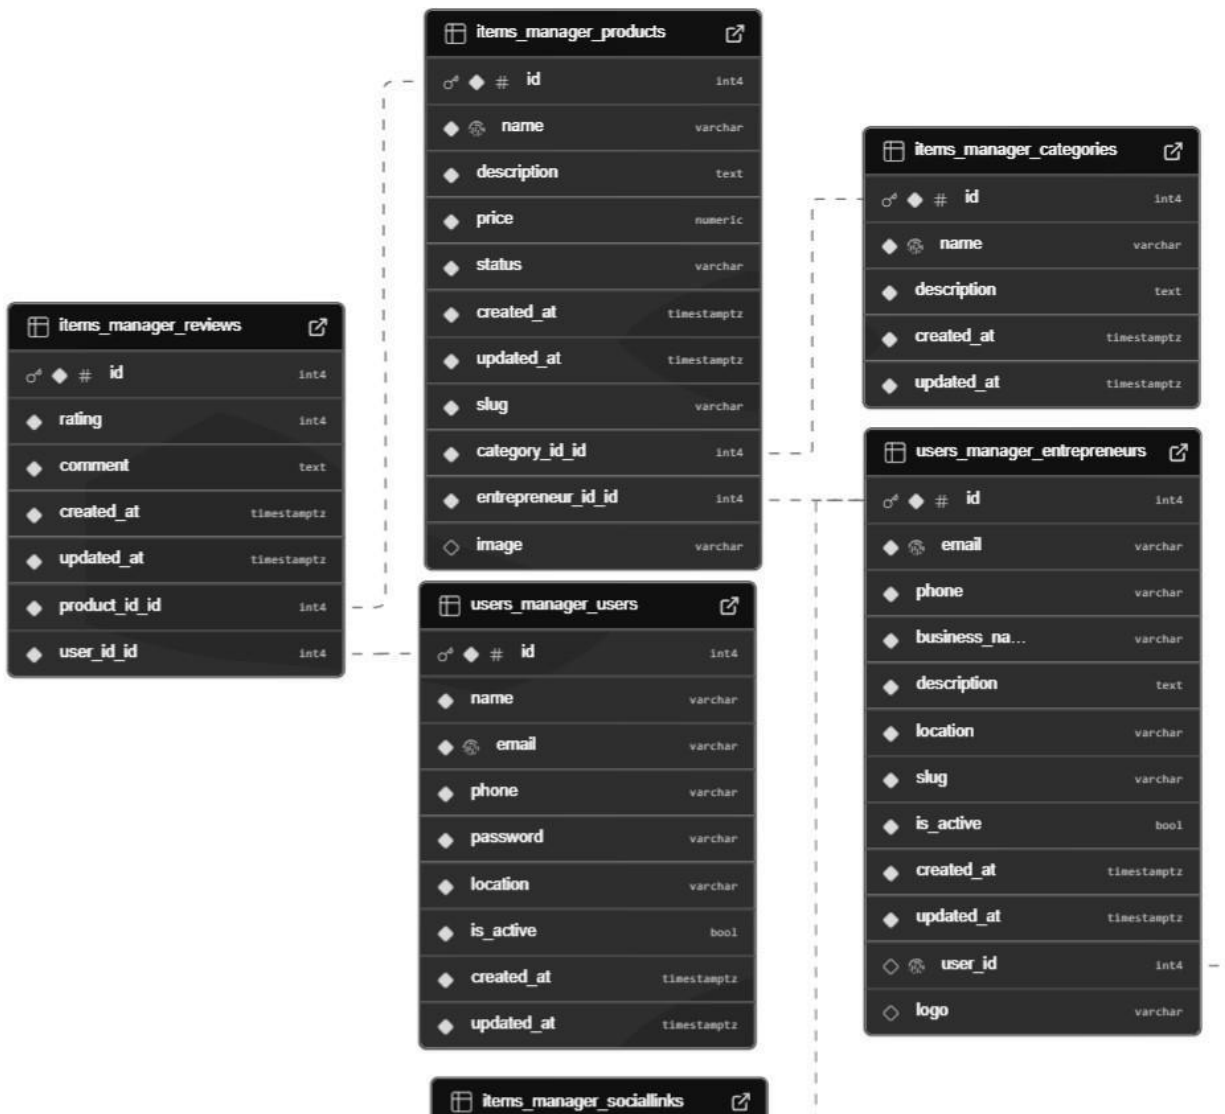 items_manager_products
# id int4
name varchar
description text
price numeric
status varchar
created_at timestamptz
updated_at timestamptz
slug varchar
category_id_id int4
entrepreneur_id_id int4
image varchar
items_manager_categories
# id int4
name varchar
description text
created_at timestamptz
updated_at timestamptz
items_manager_reviews
# id int4
rating int4
comment text
created_at timestamptz
updated_at timestamptz
product_id_id int4
user_id_id int4
users_manager_entrepreneurs
# id int4
email varchar
phone varchar
business_na... varchar
description text
location varchar
slug varchar
is_active bool
created_at timestamptz
updated_at timestamptz
user_id int4
logo varchar
users_manager_users
# id int4
name varchar
email varchar
phone varchar
password varchar
location varchar
is_active bool
created_at timestamptz
updated_at timestamptz
items_manager_sociallinks